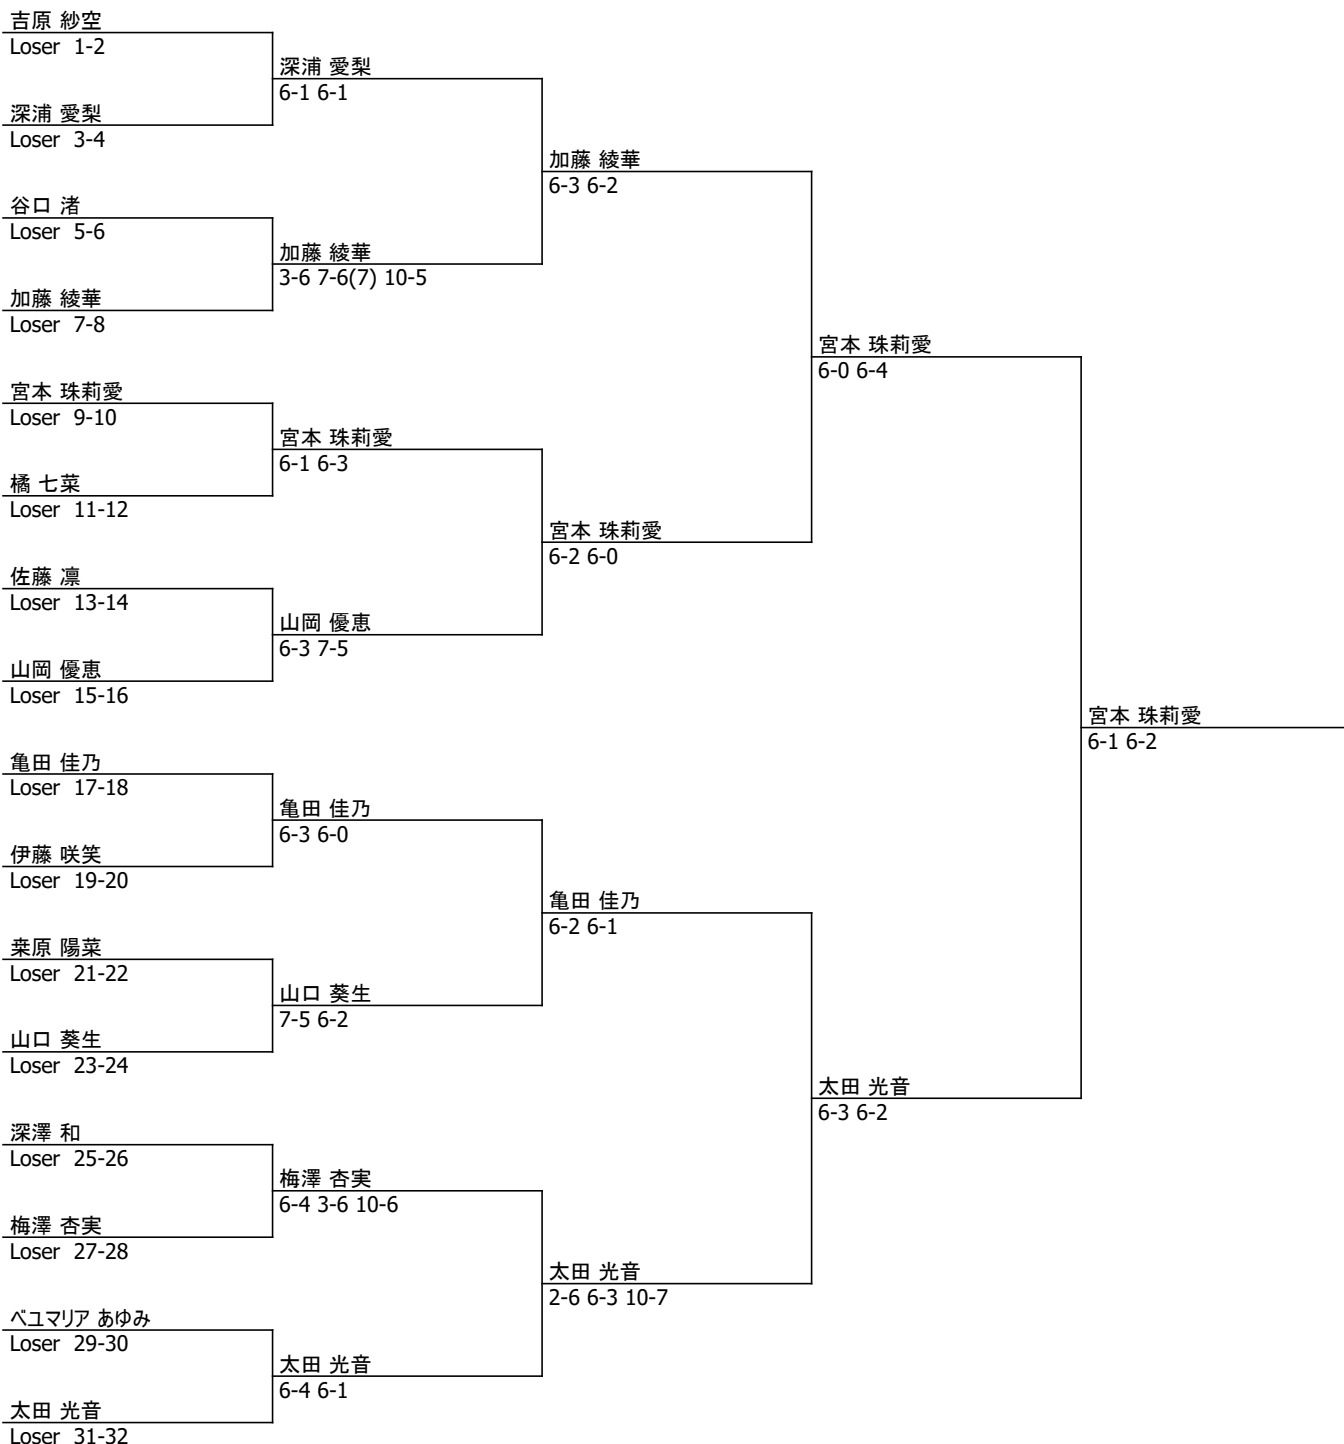 吉原 紗空
Loser 1-2
深浦 愛梨
6-1 6-1
深浦 愛梨
Loser 3-4
加藤 綾華
6-3 6-2
谷口 渚
Loser 5-6
加藤 綾華
3-6 7-6(7) 10-5
加藤 綾華
Loser 7-8
宮本 珠莉愛
6-0 6-4
宮本 珠莉愛
Loser 9-10
宮本 珠莉愛
6-1 6-3
橘 七菜
Loser 11-12
宮本 珠莉愛
6-2 6-0
佐藤 凛
Loser 13-14
山岡 優恵
6-3 7-5
山岡 優恵
Loser 15-16
宮本 珠莉愛
6-1 6-2
亀田 佳乃
Loser 17-18
亀田 佳乃
6-3 6-0
伊藤 咲笑
Loser 19-20
亀田 佳乃
6-2 6-1
桒原 陽菜
Loser 21-22
山口 葵生
7-5 6-2
山口 葵生
Loser 23-24
太田 光音
6-3 6-2
深澤 和
Loser 25-26
梅澤 杏実
6-4 3-6 10-6
梅澤 杏実
Loser 27-28
太田 光音
2-6 6-3 10-7
ベユマリア あゆみ
Loser 29-30
太田 光音
6-4 6-1
太田 光音
Loser 31-32